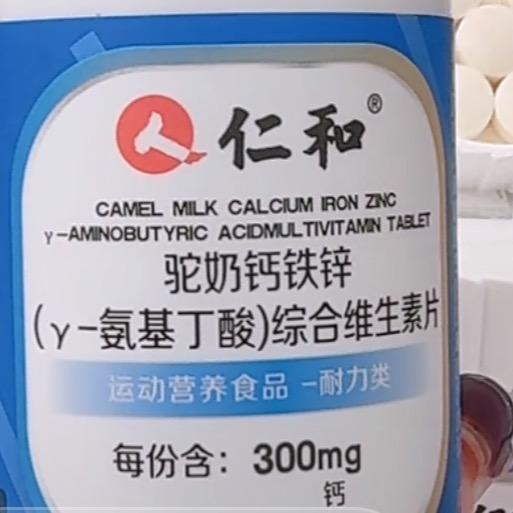 仁和®
CAMEL MILK CALCIUM IRON ZINC
γ-AMINOBUTYRIC ACIDMULTIVITAMIN TABLET
驼奶钙铁锌
(γ-氨基丁酸)综合维生素片
运动营养食品 -耐力类
每份含：300mg
钙